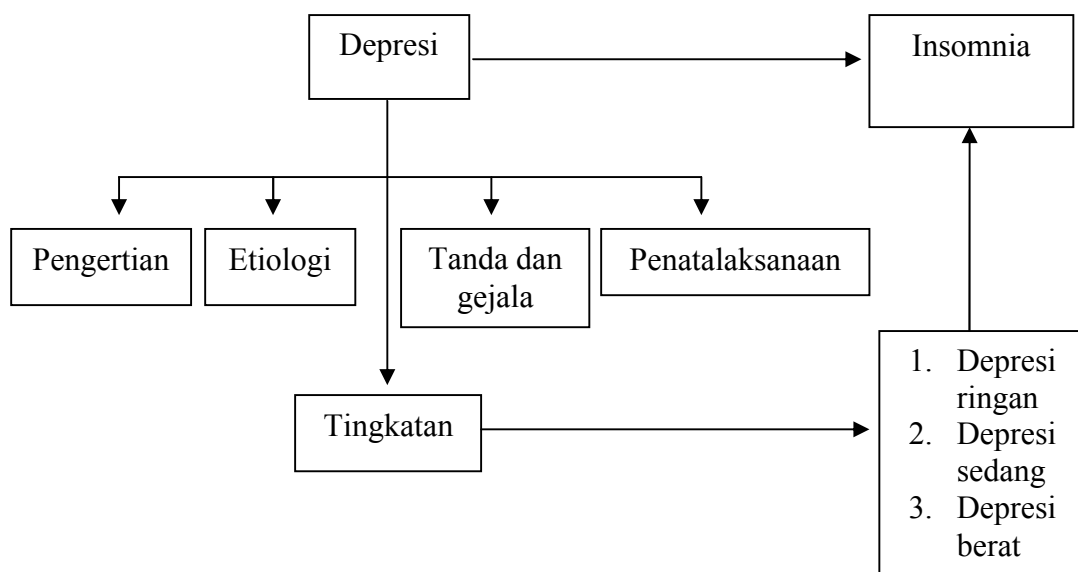 Depresi
Insomnia
Pengertian
Etiologi
Tanda dan
gejala
Penatalaksanaan
Tingkatan
1. Depresi
ringan
2. Depresi
sedang
3. Depresi
berat